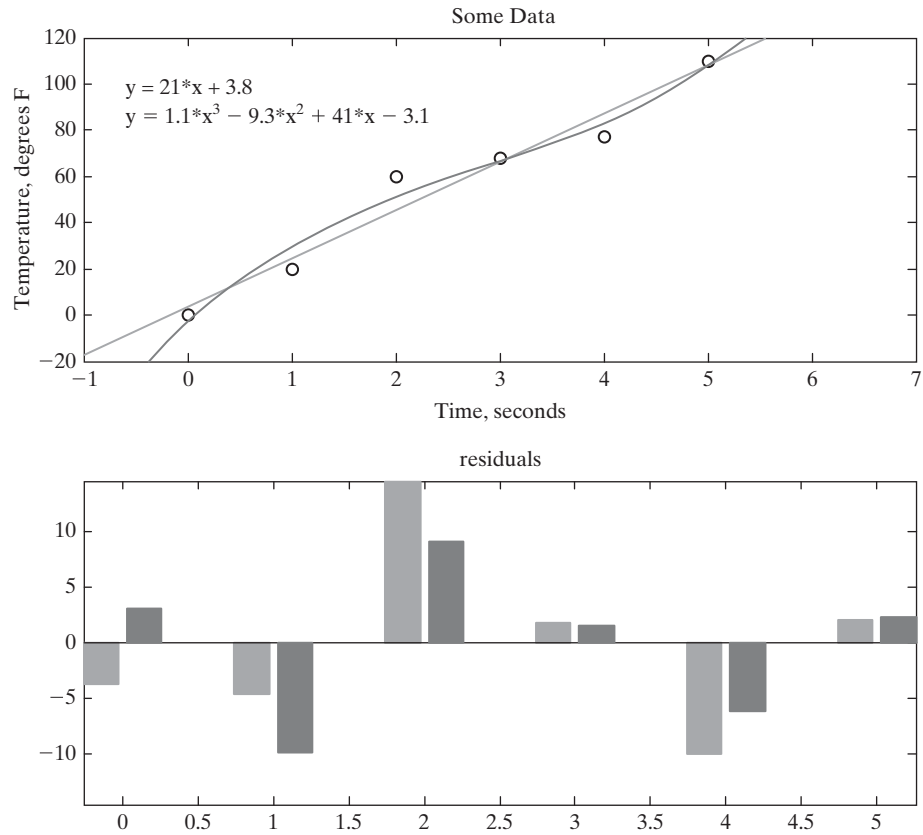 Some Data
120
100
80
60
40
20
0
−20
Temperature, degrees F
y = 21*x + 3.8
y = 1.1*x³ − 9.3*x² + 41*x − 3.1
−1 0 1 2 3 4 5 6 7
Time, seconds
residuals
10
5
0
−5
−10
0 0.5 1 1.5 2 2.5 3 3.5 4 4.5 5